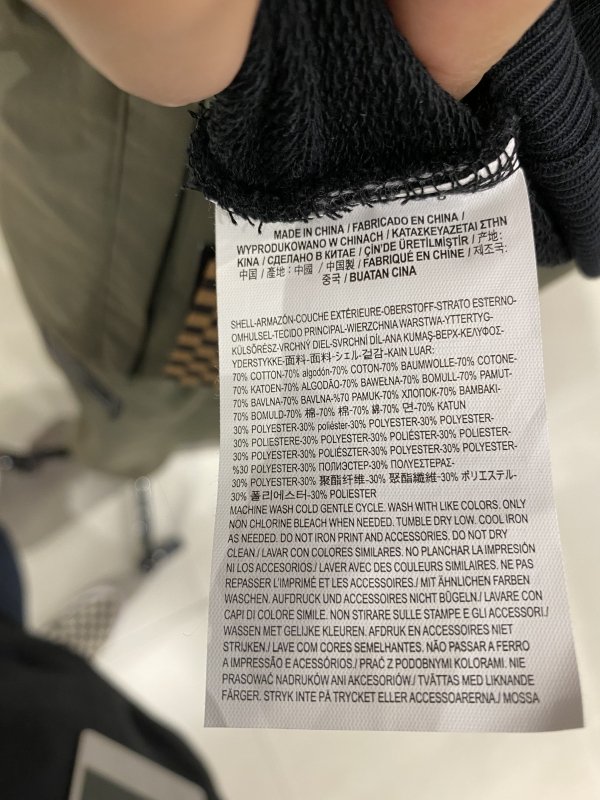 MADE IN CHINA / FABRICADO EN CHINA /
WYPRODUKOWANO W CHINACH / ΚΑΤΑΣΚΕΥΑΖΕΤΑΙ ΣΤΗΝ
ΚΙΝΑ / СДЕЛАНО В КИТАЕ / ÇİN'DE ÜRETİLMİŞTİR / 产地:
中国 / 產地:中國 / 中国製 / FABRIQUÉ EN CHINE / 제조국:
중국 / BUATAN CINA
SHELL-ARMAZÓN-COUCHE EXTÉRIEURE-OBERSTOFF-STRATO ESTERNO-
OMHULSEL-TECIDO PRINCIPAL-WIERZCHNIA WARSTWA-YTTERTYG-
KÜLSŐRÉSZ-VRCHNÝ DIEL-SVRCHNÍ DÍL-ANA KUMAŞ-ВЕРХ-ΚΕΛΥΦΟΣ-
YDERSTYKKE-面料-面料-シェル-겉감-KAIN LUAR:
70% COTTON-70% algodón-70% COTON-70% BAUMWOLLE-70% COTONE-
70% KATOEN-70% ALGODÃO-70% BAWEŁNA-70% BOMULL-70% PAMUT-
70% BAVLNA-70% BAVLNA-%70 PAMUK-70% ХЛОПОК-70% ΒΑΜΒΑΚΙ-
70% BOMULD-70% 棉-70% 棉-70% 綿-70% 면-70% KATUN
30% POLYESTER-30% poliéster-30% POLYESTER-30% POLYESTER-
30% POLIESTERE-30% POLYESTER-30% POLIÉSTER-30% POLIESTER-
30% POLYESTER-30% POLIÉSZTER-30% POLYESTER-30% POLYESTER-
%30 POLYESTER-30% ПОЛИЭСТЕР-30% ΠΟΛΥΕΣΤΕΡΑΣ-
30% POLYESTER-30% 聚酯纤维-30% 聚酯纖維-30% ポリエステル-
30% 폴리에스터-30% POLIESTER
MACHINE WASH COLD GENTLE CYCLE. WASH WITH LIKE COLORS. ONLY
NON CHLORINE BLEACH WHEN NEEDED. TUMBLE DRY LOW. COOL IRON
AS NEEDED. DO NOT IRON PRINT AND ACCESSORIES. DO NOT DRY
CLEAN./ LAVAR CON COLORES SIMILARES. NO PLANCHAR LA IMPRESIÓN
NI LOS ACCESORIOS./ LAVER AVEC DES COULEURS SIMILAIRES. NE PAS
REPASSER L'IMPRIMÉ ET LES ACCESSOIRES./ MIT ÄHNLICHEN FARBEN
WASCHEN. AUFDRUCK UND ACCESSOIRES NICHT BÜGELN./ LAVARE CON
CAPI DI COLORE SIMILE. NON STIRARE SULLE STAMPE E GLI ACCESSORI./
WASSEN MET GELIJKE KLEUREN. AFDRUK EN ACCESSOIRES NIET
STRIJKEN./ LAVE COM CORES SEMELHANTES. NÃO PASSAR A FERRO
A IMPRESSÃO E ACESSÓRIOS./ PRAĆ Z PODOBNYMI KOLORAMI. NIE
PRASOWAĆ NADRUKÓW ANI AKCESORIÓW./ TVÄTTAS MED LIKNANDE
FÄRGER. STRYK INTE PÅ TRYCKET ELLER ACCESSOARERNA./ MOSSA